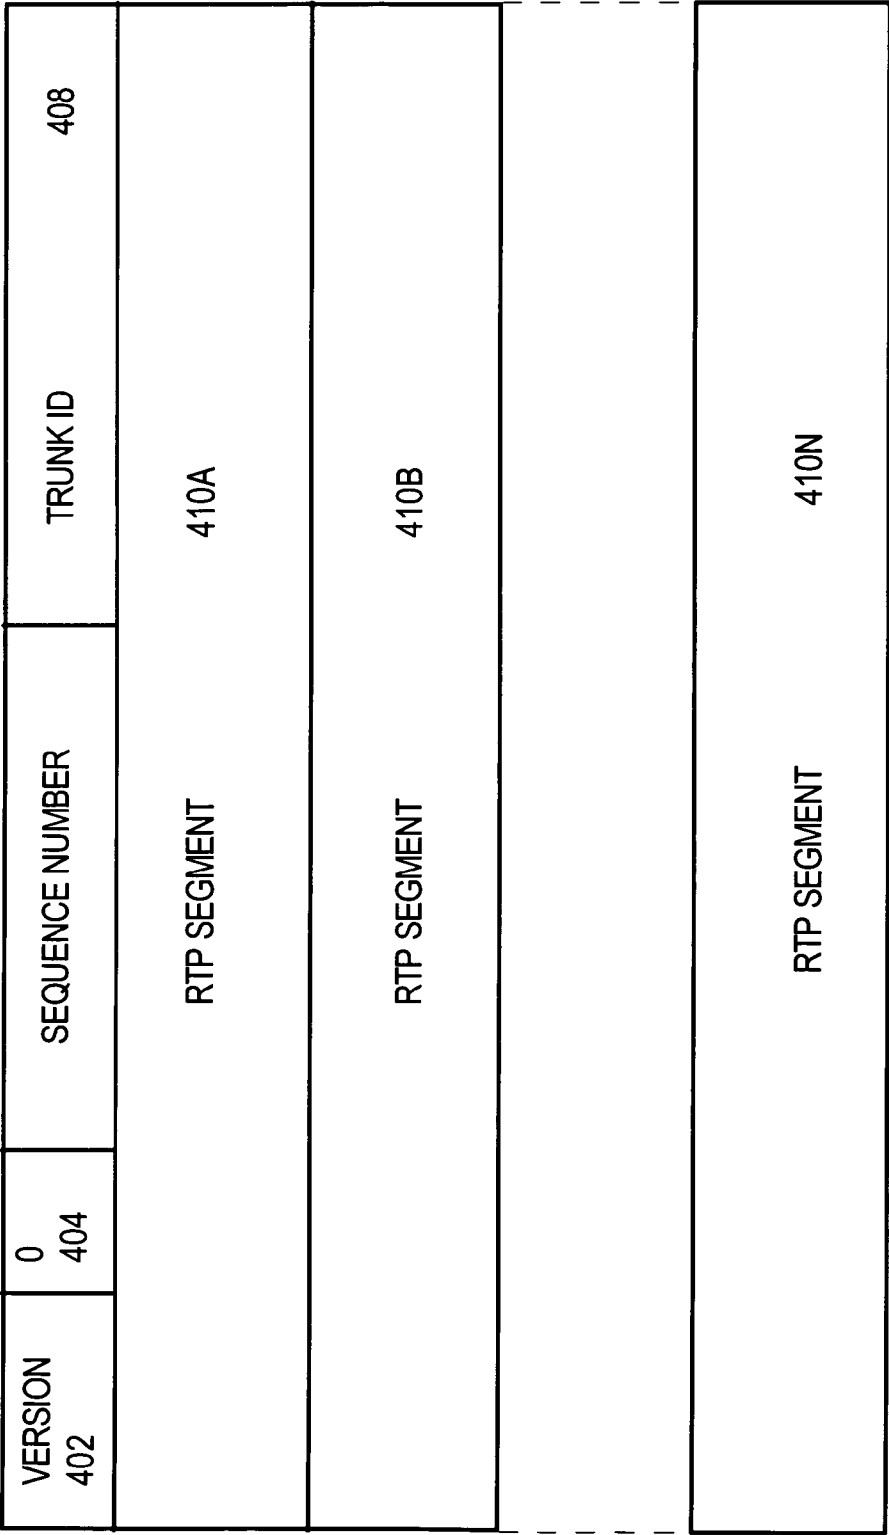 VERSION
402
0
404
SEQUENCE NUMBER
TRUNK ID 408
RTP SEGMENT 410A
RTP SEGMENT 410B
RTP SEGMENT 410N